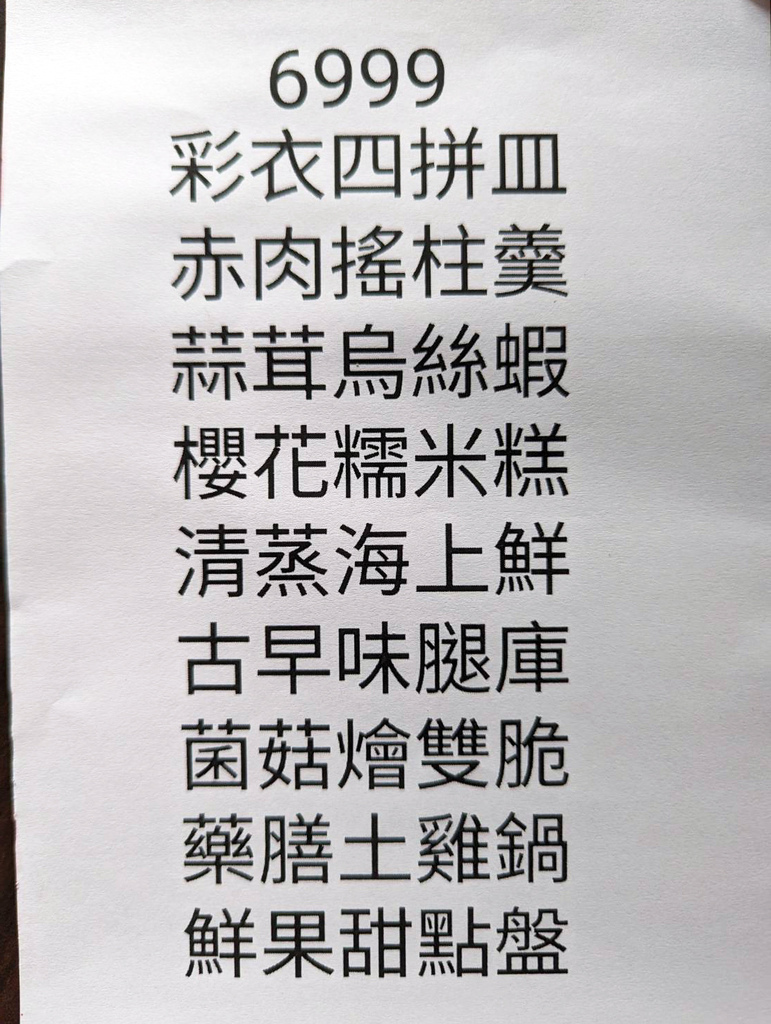 6999
彩衣四拼皿
赤肉搖柱羹
蒜茸烏絲蝦
櫻花糯米糕
清蒸海上鮮
古早味腿庫
菌菇燴雙脆
藥膳土雞鍋
鮮果甜點盤